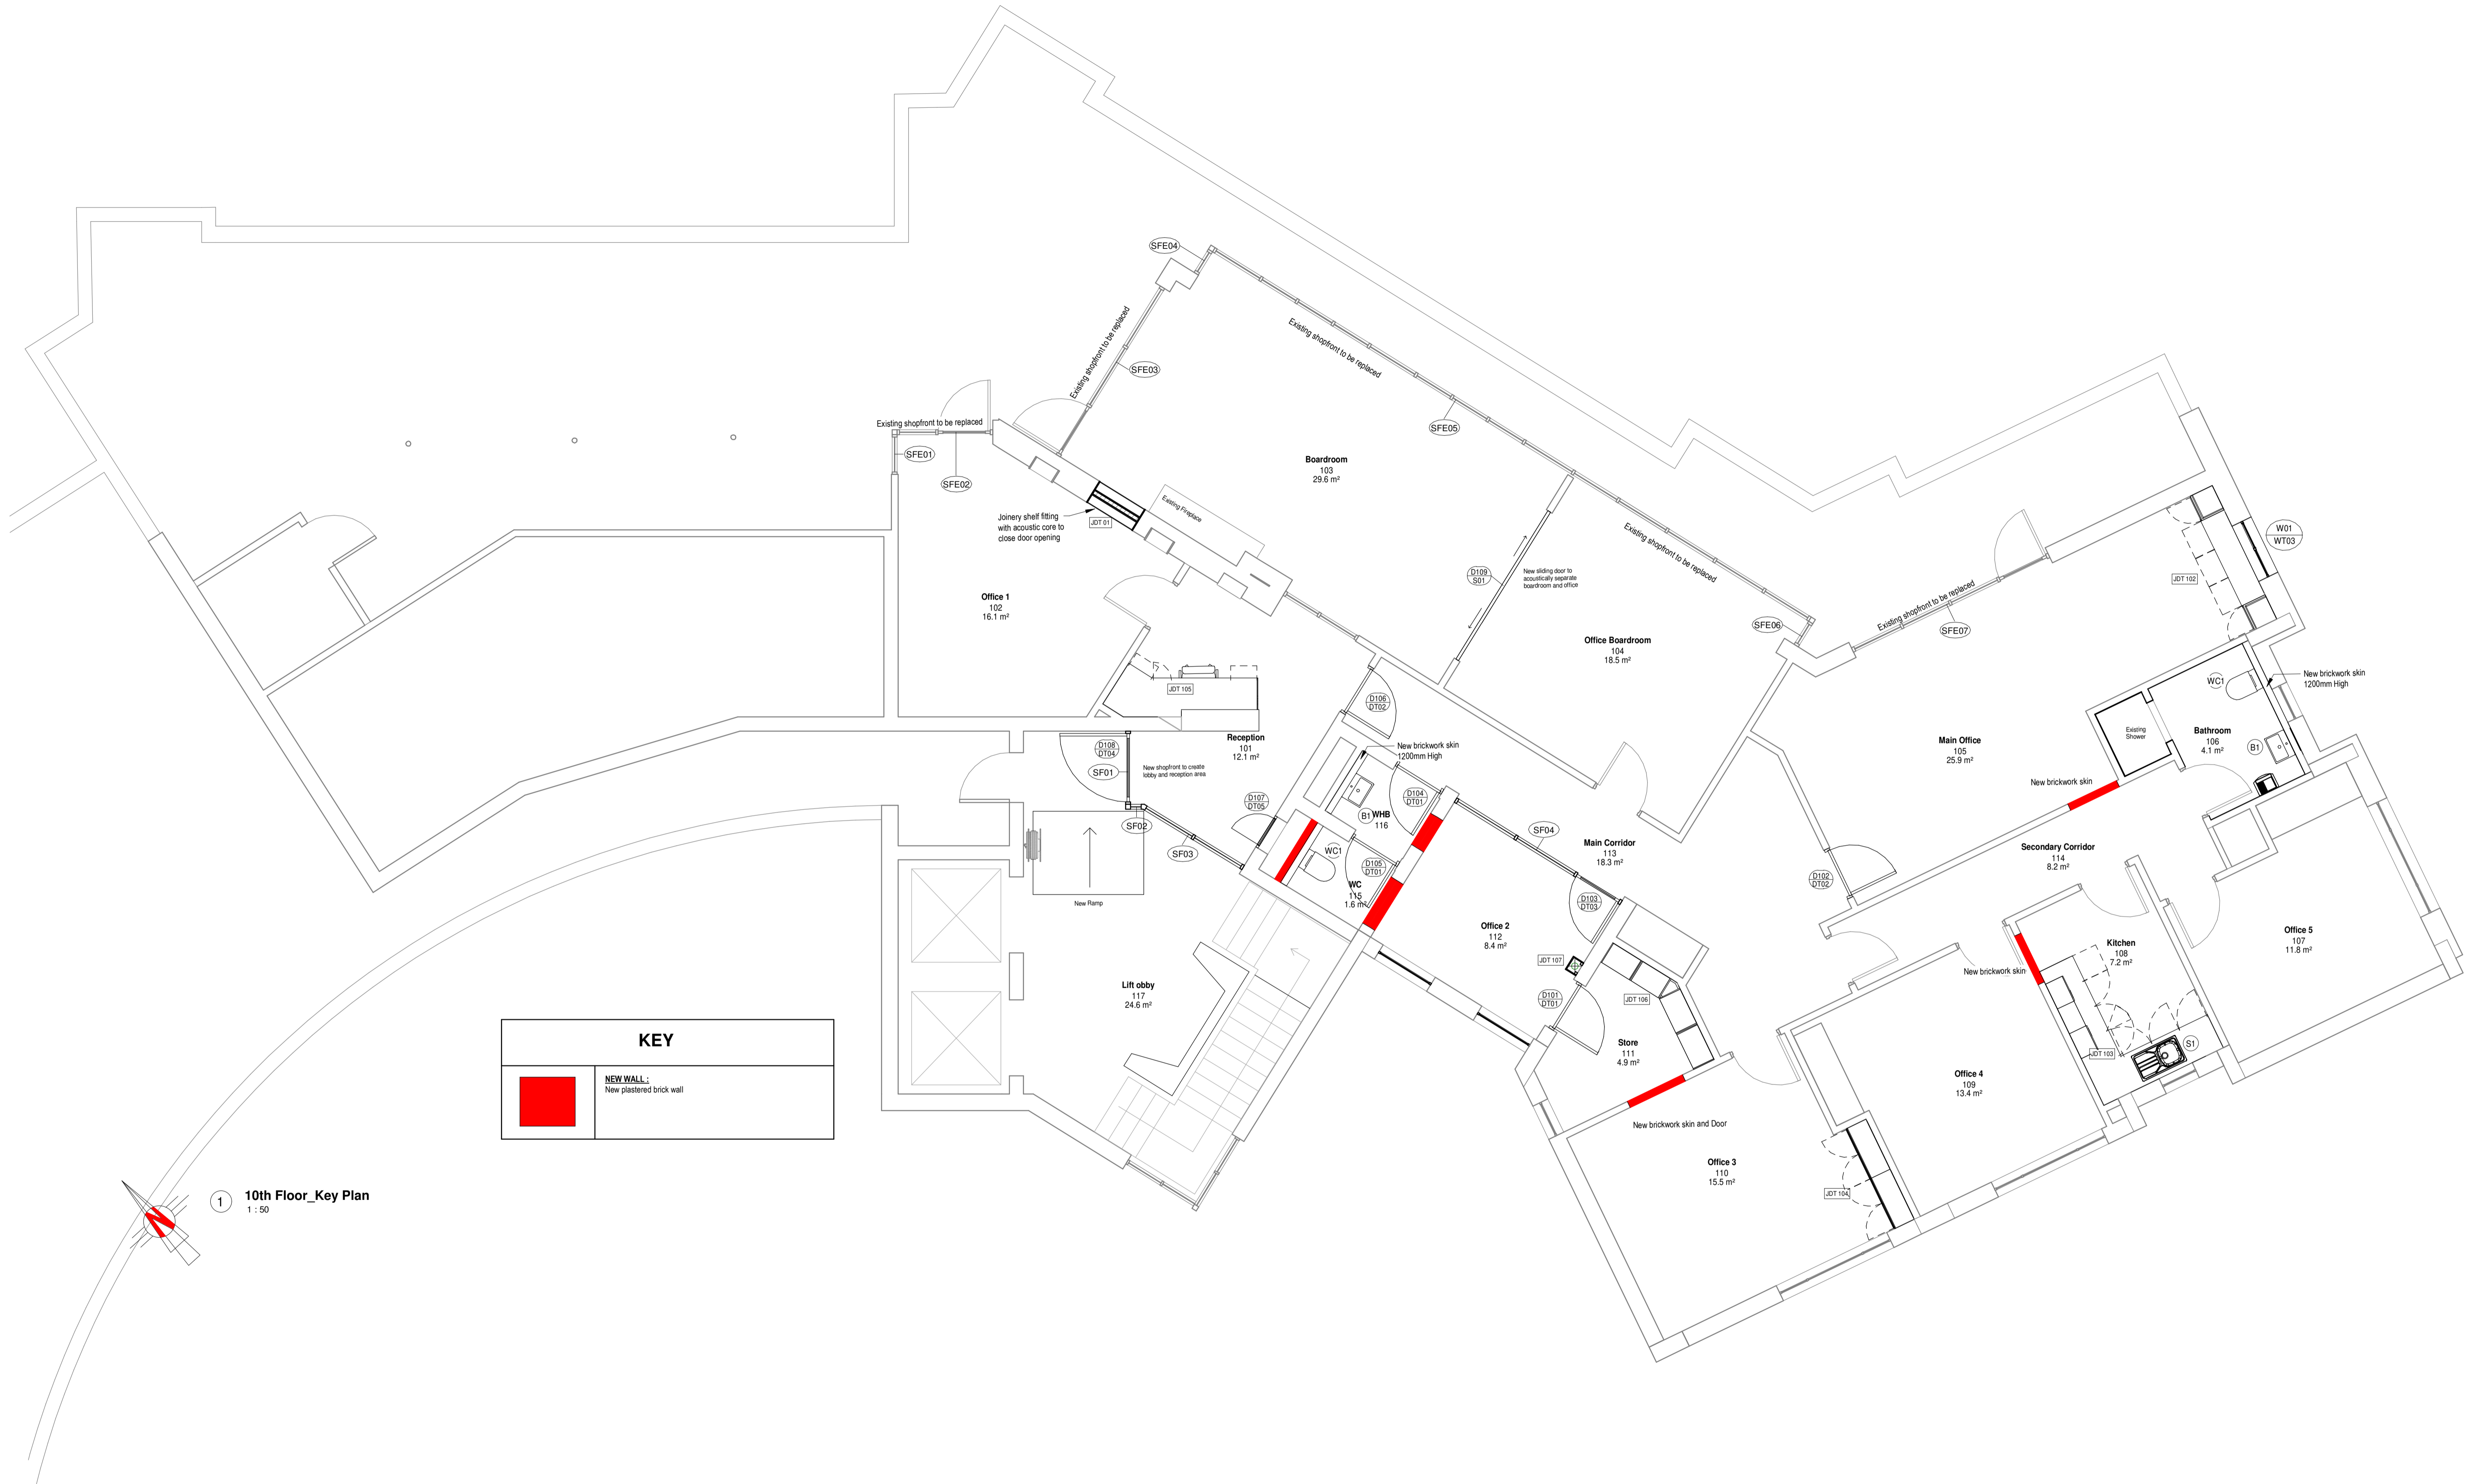 SFE04
Existing shopfront to be replaced
Existing shopfront to be replaced
SFE03
Existing shopfront to be replaced
SFE01
SFE02
SFE05
Boardroom
103
29.6 m²
Existing Fireplace
Joinery shelf fitting
with acoustic core to
close door opening
JDT 01
Existing shopfront to be replaced
W01
WT03
D109
S01
New sliding door to
acoustically separate
boardroom and office
JDT 102
Office 1
102
16.1 m²
Existing shopfront to be replaced
SFE06
SFE07
Office Boardroom
104
18.5 m²
JDT 105
WC1
New brickwork skin
1200mm High
D106
DT02
Existing
Shower
Bathroom
106
4.1 m²
B1
Reception
101
12.1 m²
D108
DT04
SF01
New shopfront to create
lobby and reception area
New brickwork skin
1200mm High
Main Office
105
25.9 m²
New brickwork skin
D107
DT05
D104
DT01
B1
WHB
116
SF02
SF03
SF04
WC1
D105
DT01
WC
115
1.6 m²
Main Corridor
113
18.3 m²
Secondary Corridor
114
8.2 m²
D102
DT02
New Ramp
D103
DT03
Office 2
112
8.4 m²
Office 5
107
11.8 m²
Kitchen
108
7.2 m²
New brickwork skin
JDT 107
Lift obby
117
24.6 m²
D101
DT01
JDT 106
Store
111
4.9 m²
JDT 103
S1
Office 4
109
13.4 m²
KEY
NEW WALL :
New plastered brick wall
New brickwork skin and Door
Office 3
110
15.5 m²
JDT 104
N
1
10th Floor_Key Plan
1 : 50